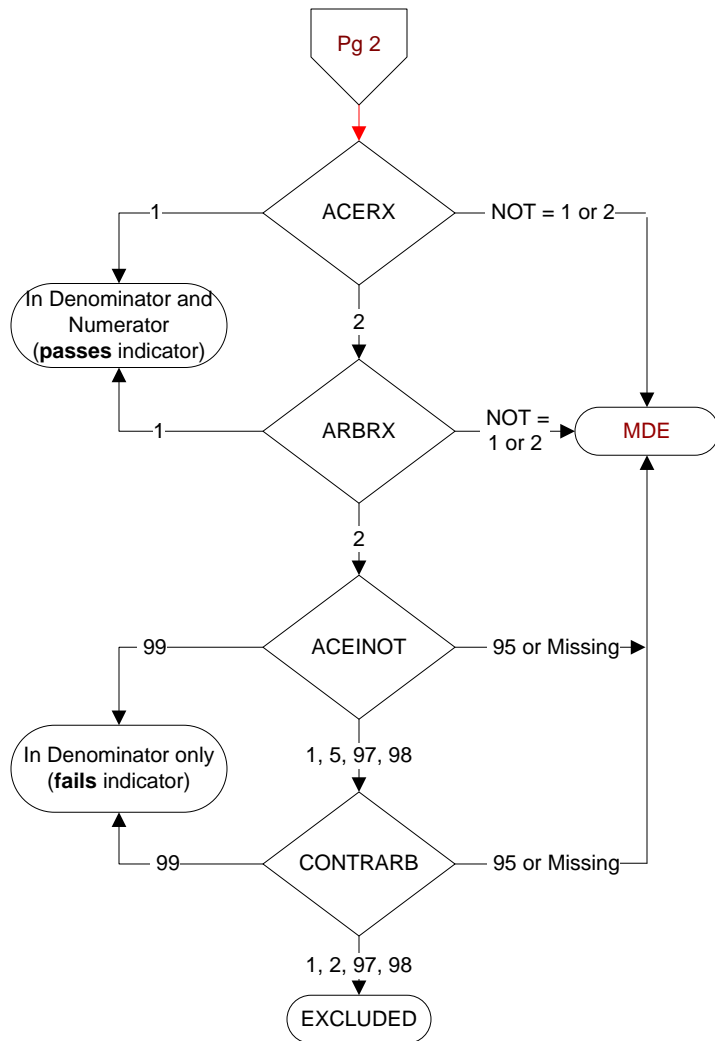 Pg 2
ACERX
1
NOT = 1 or 2
In Denominator and
Numerator
(passes indicator)
2
ARBRX
1
NOT =
1 or 2
MDE
2
ACEINOT
99
95 or Missing
In Denominator only
(fails indicator)
1, 5, 97, 98
CONTRARB
99
95 or Missing
1, 2, 97, 98
EXCLUDED